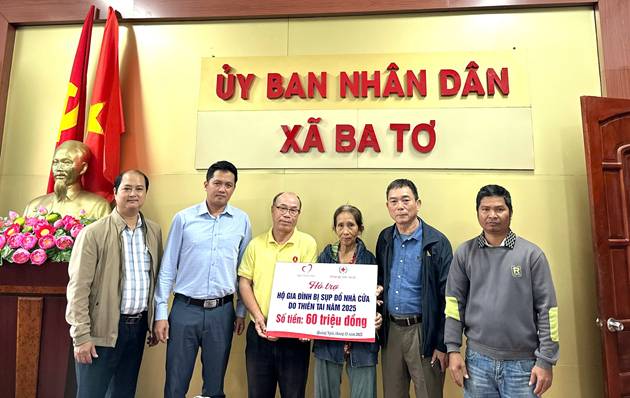 ỦY BAN NHÂN DÂN
XÃ BA TƠ
Hỗ trợ
HỘ GIA ĐÌNH BỊ SỤP ĐỔ NHÀ CỬA
DO THIÊN TAI NĂM 2025
Số tiền: 60 triệu đồng